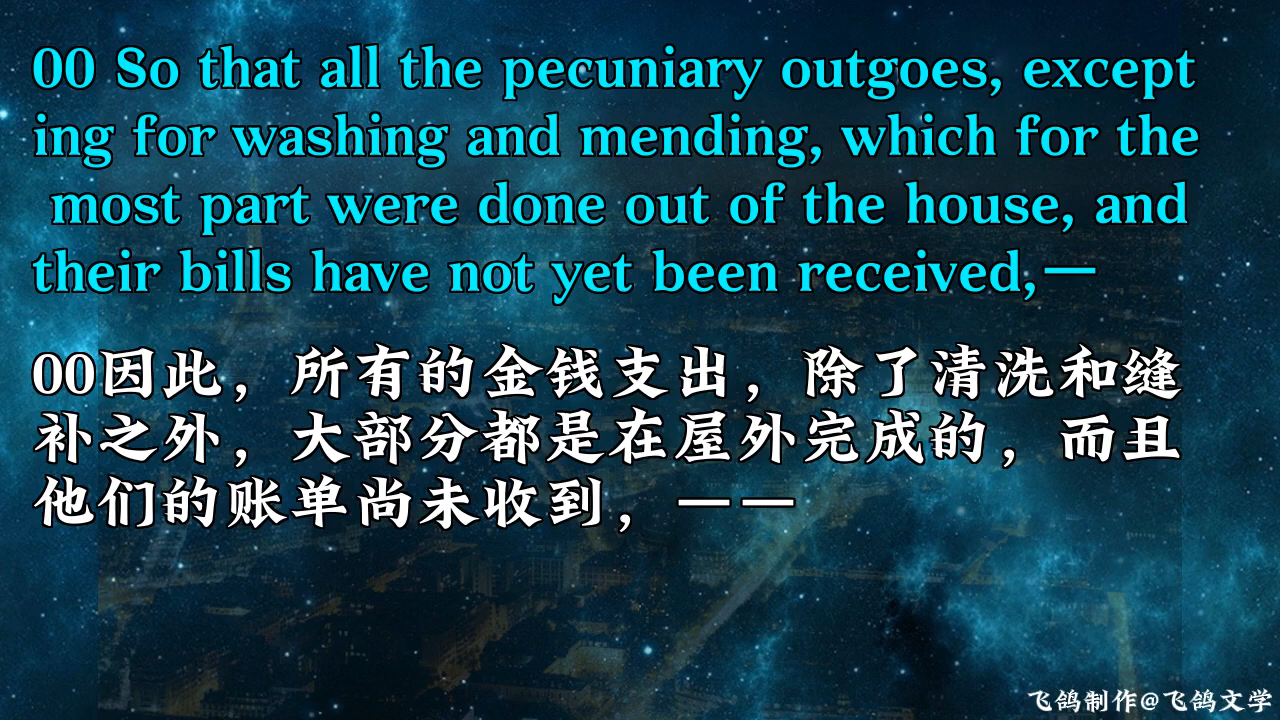 00 So that all the pecuniary outgoes, except
ing for washing and mending, which for the
most part were done out of the house, and
their bills have not yet been received,—
00因此，所有的金钱支出，除了清洗和缝
补之外，大部分都是在屋外完成的，而且
他们的账单尚未收到，——
飞鸽制作@飞鸽文学